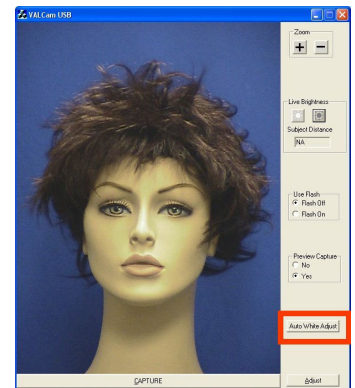 VALCam USB
Zoom
+ -
Live Brightness
Subject Distance
NA
Use Flash
Flash Off
Flash On
Preview Capture
No
Yes
Auto White Adjust
CAPTURE
Adjust